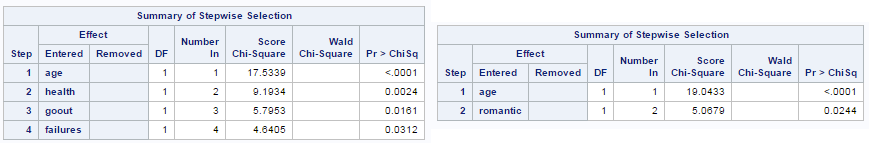 Summary of Stepwise Selection
Step Effect DF Number In Score Chi-Square Wald Chi-Square Pr > ChiSq
Entered Removed
1 age 1 1 17.5339 <.0001
2 health 1 2 9.1934 0.0024
3 goout 1 3 5.7953 0.0161
4 failures 1 4 4.6405 0.0312
Summary of Stepwise Selection
Step Effect DF Number In Score Chi-Square Wald Chi-Square Pr > ChiSq
Entered Removed
1 age 1 1 19.0433 <.0001
2 romantic 1 2 5.0679 0.0244